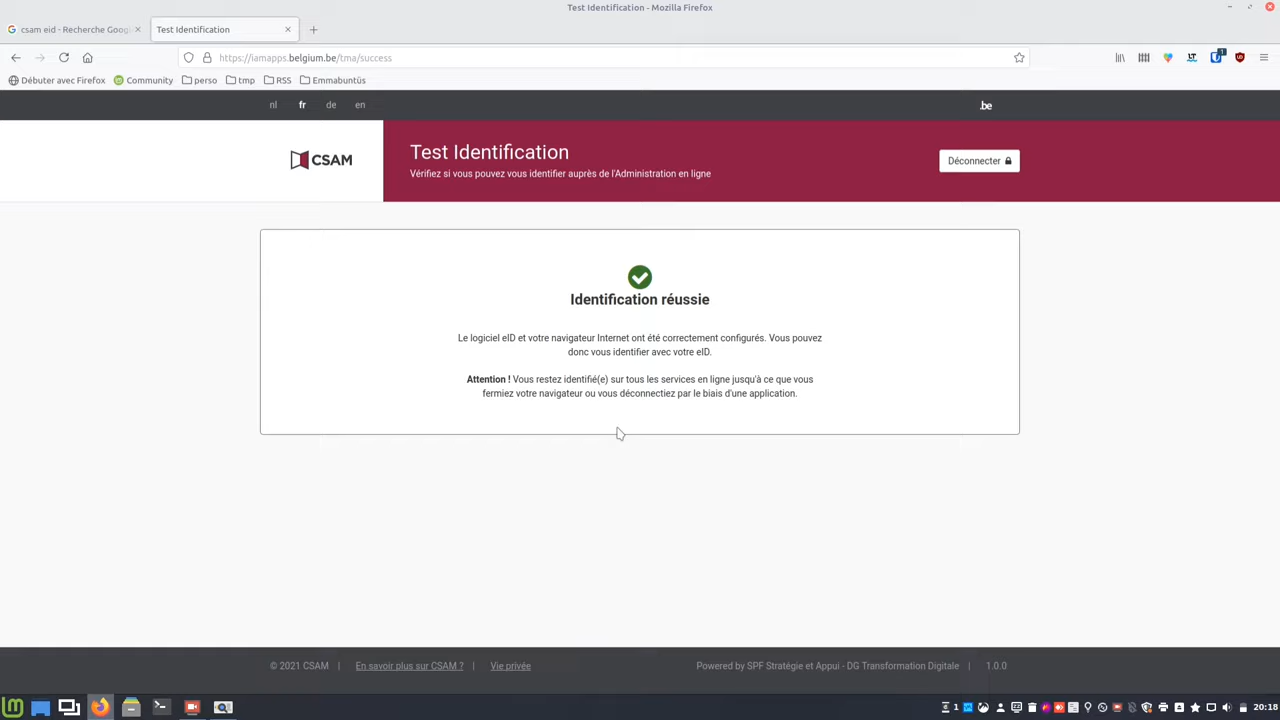 Test Identification - Mozilla Firefox
csam eid - Recherche Goog
Test Identification
https://iamapps.belgium.be/tma/success
Débuter avec Firefox
Community
perso
tmp
RSS
Emmabuntüs
nl fr de en
.be
CSAM
Test Identification
Vérifiez si vous pouvez vous identifier auprès de l'Administration en ligne
Déconnecter
Identification réussie
Le logiciel eID et votre navigateur Internet ont été correctement configurés. Vous pouvez
donc vous identifier avec votre eID.
Attention ! Vous restez identifié(e) sur tous les services en ligne jusqu'à ce que vous
fermiez votre navigateur ou vous déconnectiez par le biais d'une application.
© 2021 CSAM | En savoir plus sur CSAM ? | Vie privée
Powered by SPF Stratégie et Appui - DG Transformation Digitale | 1.0.0
1
20:18